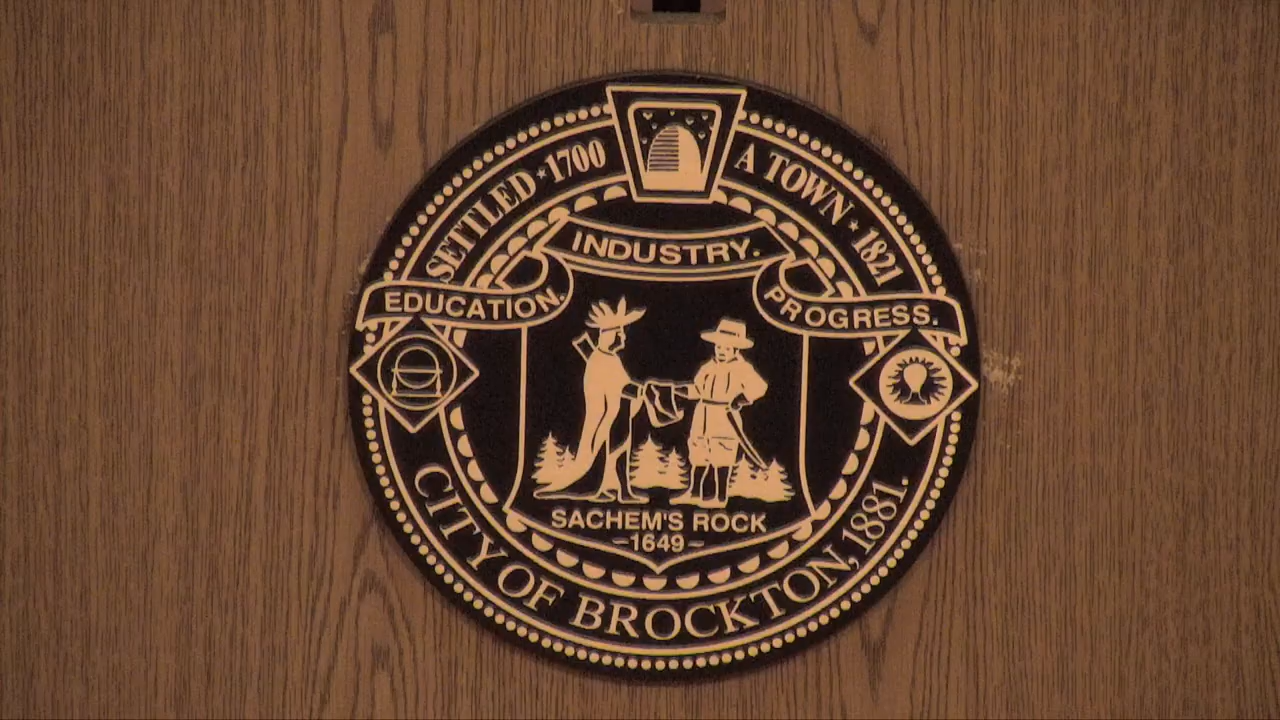 SETTLED ★ 1700
A TOWN ★ 1821
INDUSTRY.
EDUCATION.
PROGRESS.
SACHEM'S ROCK
–1649–
CITY OF BROCKTON, 1881.